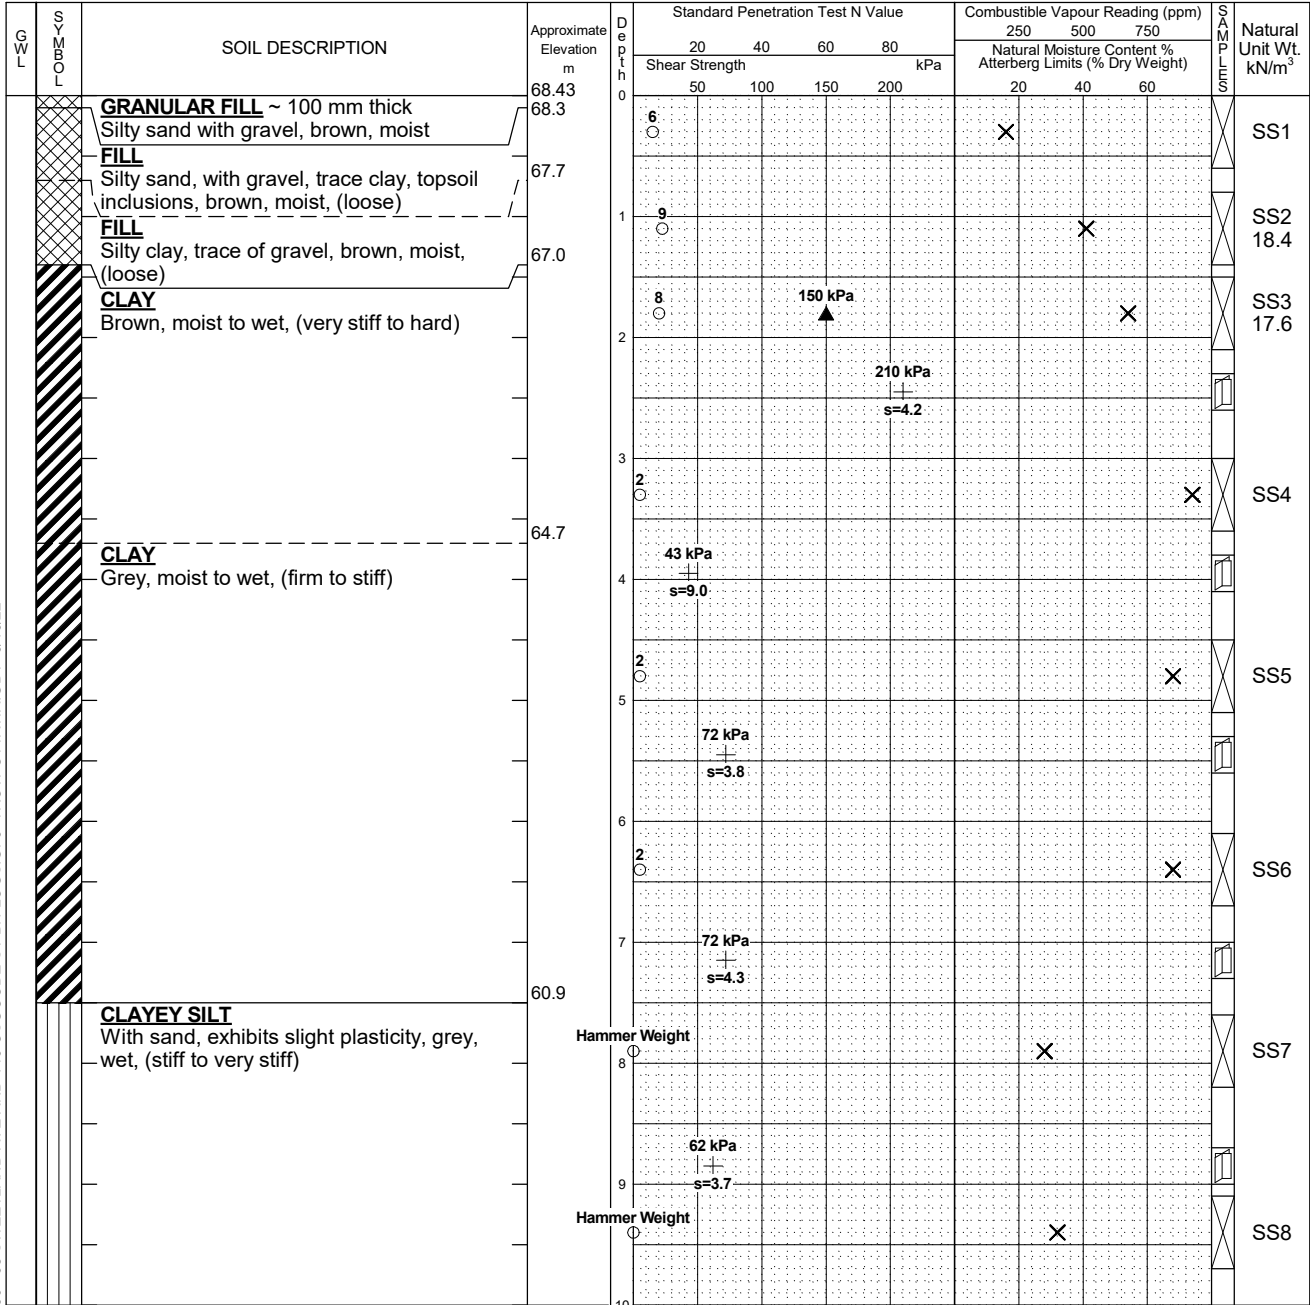 GWL
SYMBOL
SOIL DESCRIPTION
Approximate
Elevation
m
68.43
Depth
Standard Penetration Test N Value
20 40 60 80
Shear Strength kPa
50 100 150 200
Combustible Vapour Reading (ppm)
250 500 750
Natural Moisture Content %
Atterberg Limits (% Dry Weight)
20 40 60
SAMPLES
Natural
Unit Wt.
kN/m³
0
GRANULAR FILL ~ 100 mm thick
68.3
Silty sand with gravel, brown, moist
6
SS1
FILL
67.7
Silty sand, with gravel, trace clay, topsoil
inclusions, brown, moist, (loose)
1
9
SS2
18.4
FILL
Silty clay, trace of gravel, brown, moist,
(loose)
67.0
CLAY
Brown, moist to wet, (very stiff to hard)
8
150 kPa
SS3
17.6
2
210 kPa
s=4.2
3
2
SS4
64.7
CLAY
Grey, moist to wet, (firm to stiff)
43 kPa
4
s=9.0
2
SS5
5
72 kPa
s=3.8
6
2
SS6
7
72 kPa
s=4.3
60.9
CLAYEY SILT
With sand, exhibits slight plasticity, grey,
wet, (stiff to very stiff)
Hammer Weight
SS7
8
62 kPa
9
s=3.7
Hammer Weight
SS8
10